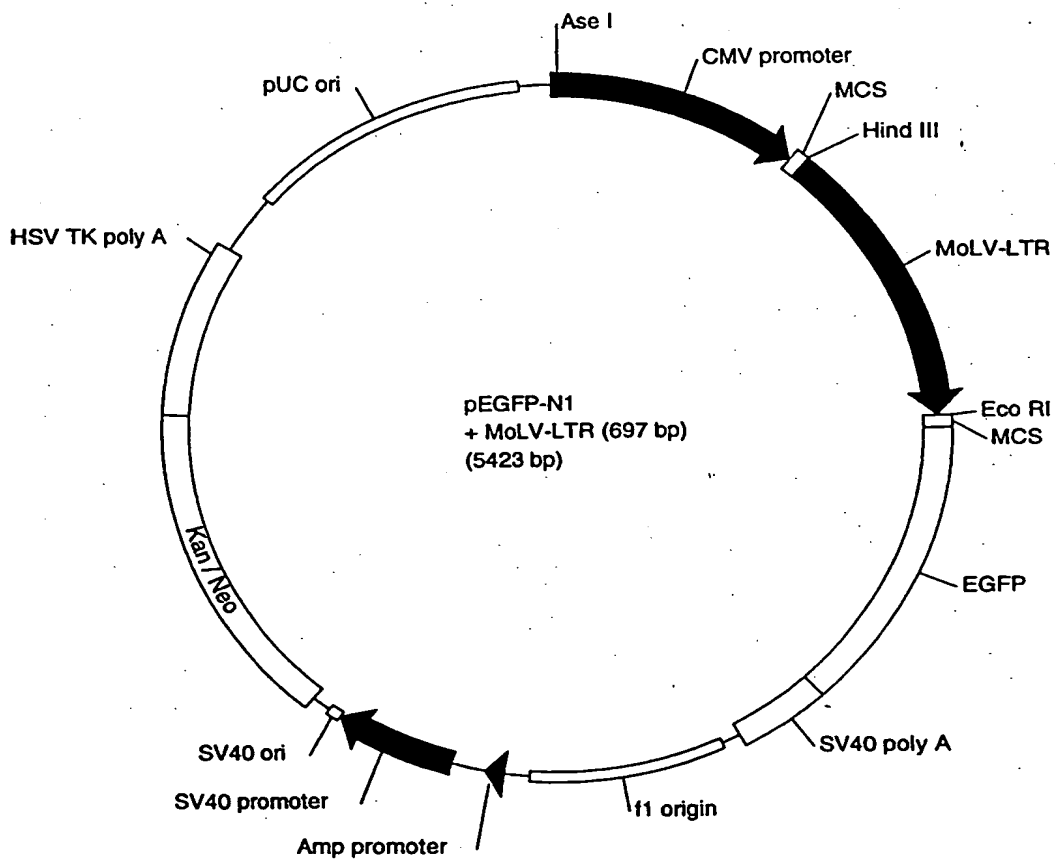 Ase I
CMV promoter
MCS
Hind III
MoLV-LTR
Eco RI
MCS
EGFP
SV40 poly A
f1 origin
Amp promoter
SV40 promoter
SV40 ori
Kan / Neo
HSV TK poly A
pUC ori
pEGFP-N1
+ MoLV-LTR (697 bp)
(5423 bp)